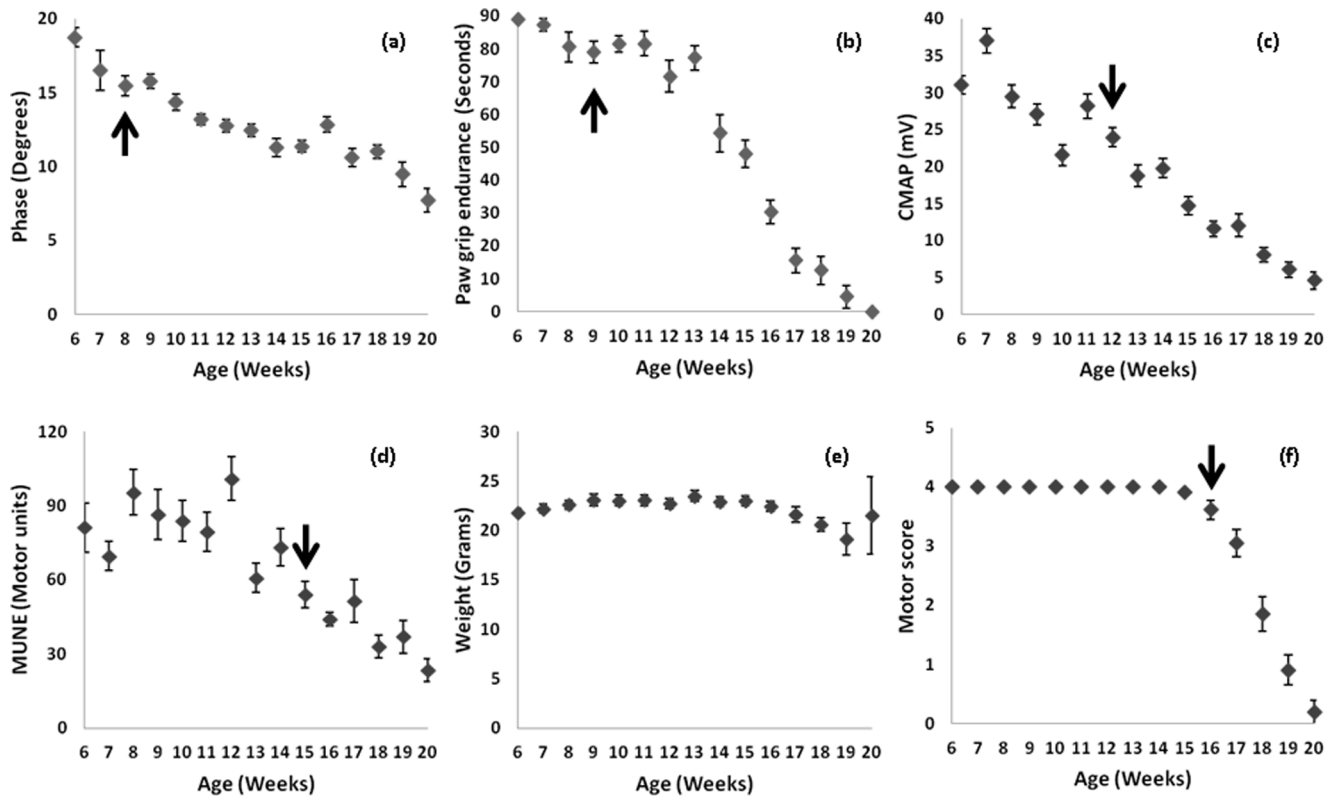 (a)
Phase (Degrees)
20
15
10
5
0
6 7 8 9 10 11 12 13 14 15 16 17 18 19 20
Age (Weeks)
(b)
Paw grip endurance (Seconds)
90
80
70
60
50
40
30
20
10
0
6 7 8 9 10 11 12 13 14 15 16 17 18 19 20
Age (Weeks)
(c)
CMAP (mV)
40
35
30
25
20
15
10
5
0
6 7 8 9 10 11 12 13 14 15 16 17 18 19 20
Age (Weeks)
(d)
MUNE (Motor units)
120
90
60
30
0
6 7 8 9 10 11 12 13 14 15 16 17 18 19 20
Age (Weeks)
(e)
Weight (Grams)
30
25
20
15
10
5
0
6 7 8 9 10 11 12 13 14 15 16 17 18 19 20
Age (Weeks)
(f)
Motor score
5
4
3
2
1
0
6 7 8 9 10 11 12 13 14 15 16 17 18 19 20
Age (Weeks)